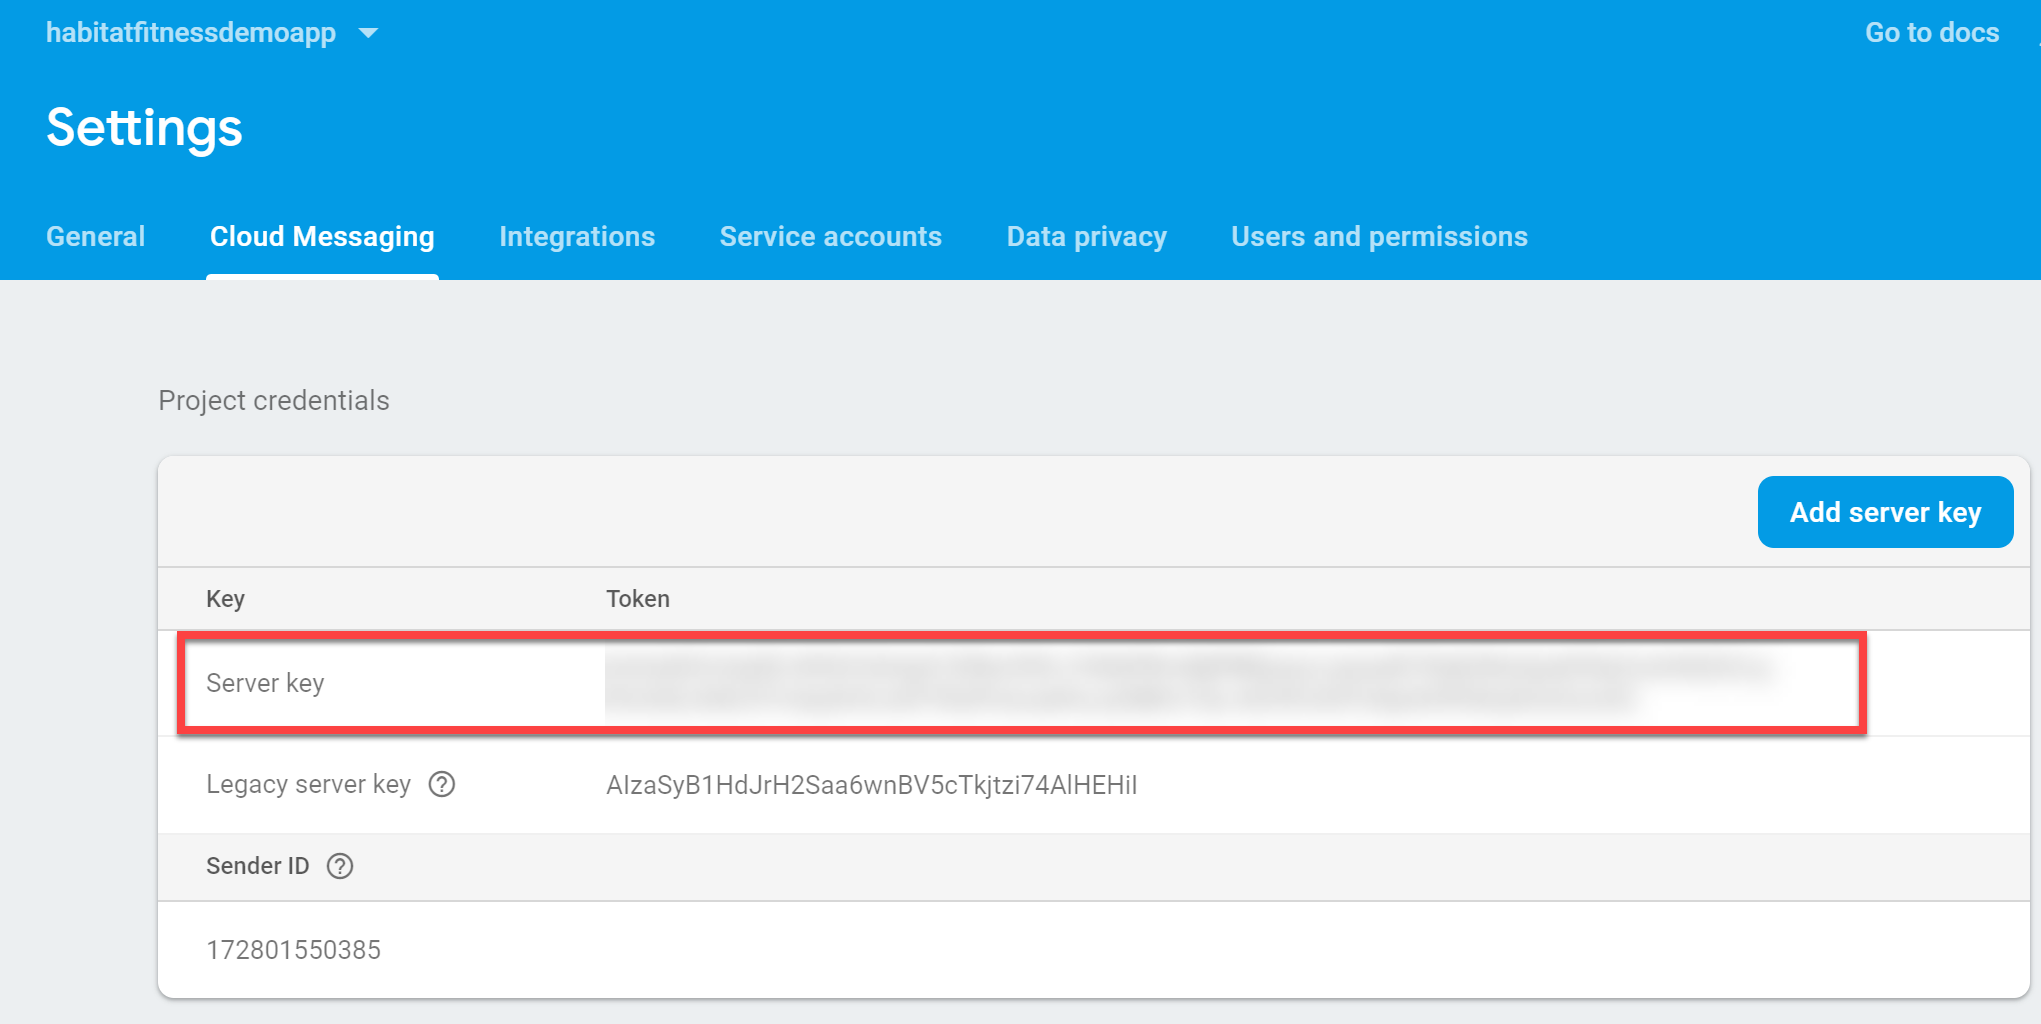 habitatfitnessdemoapp
Go to docs
Settings
General Cloud Messaging Integrations Service accounts Data privacy Users and permissions
Project credentials
Add server key
Key Token
Server key
Legacy server key AIzaSyB1HdJrH2Saa6wnBV5cTkjtzi74AlHEHiI
Sender ID
172801550385